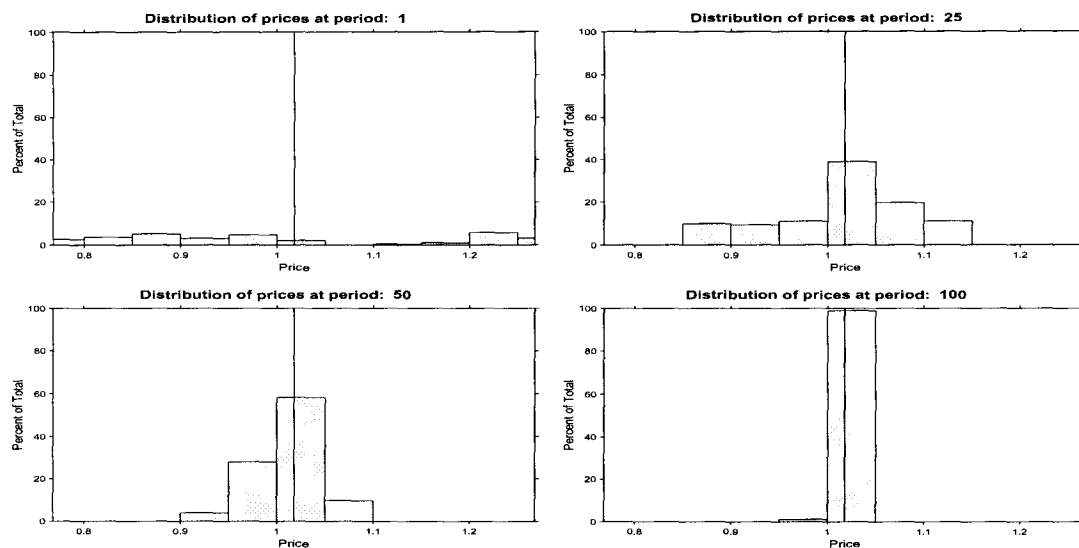 Distribution of prices at period: 1
100
80
60
40
20
0
Percent of Total
0.8 0.9 1 1.1 1.2
Price
Distribution of prices at period: 25
100
80
60
40
20
0
Percent of Total
0.8 0.9 1 1.1 1.2
Price
Distribution of prices at period: 50
100
80
60
40
20
0
Percent of Total
0.8 0.9 1 1.1 1.2
Price
Distribution of prices at period: 100
100
80
60
40
20
0
Percent of Total
0.8 0.9 1 1.1 1.2
Price